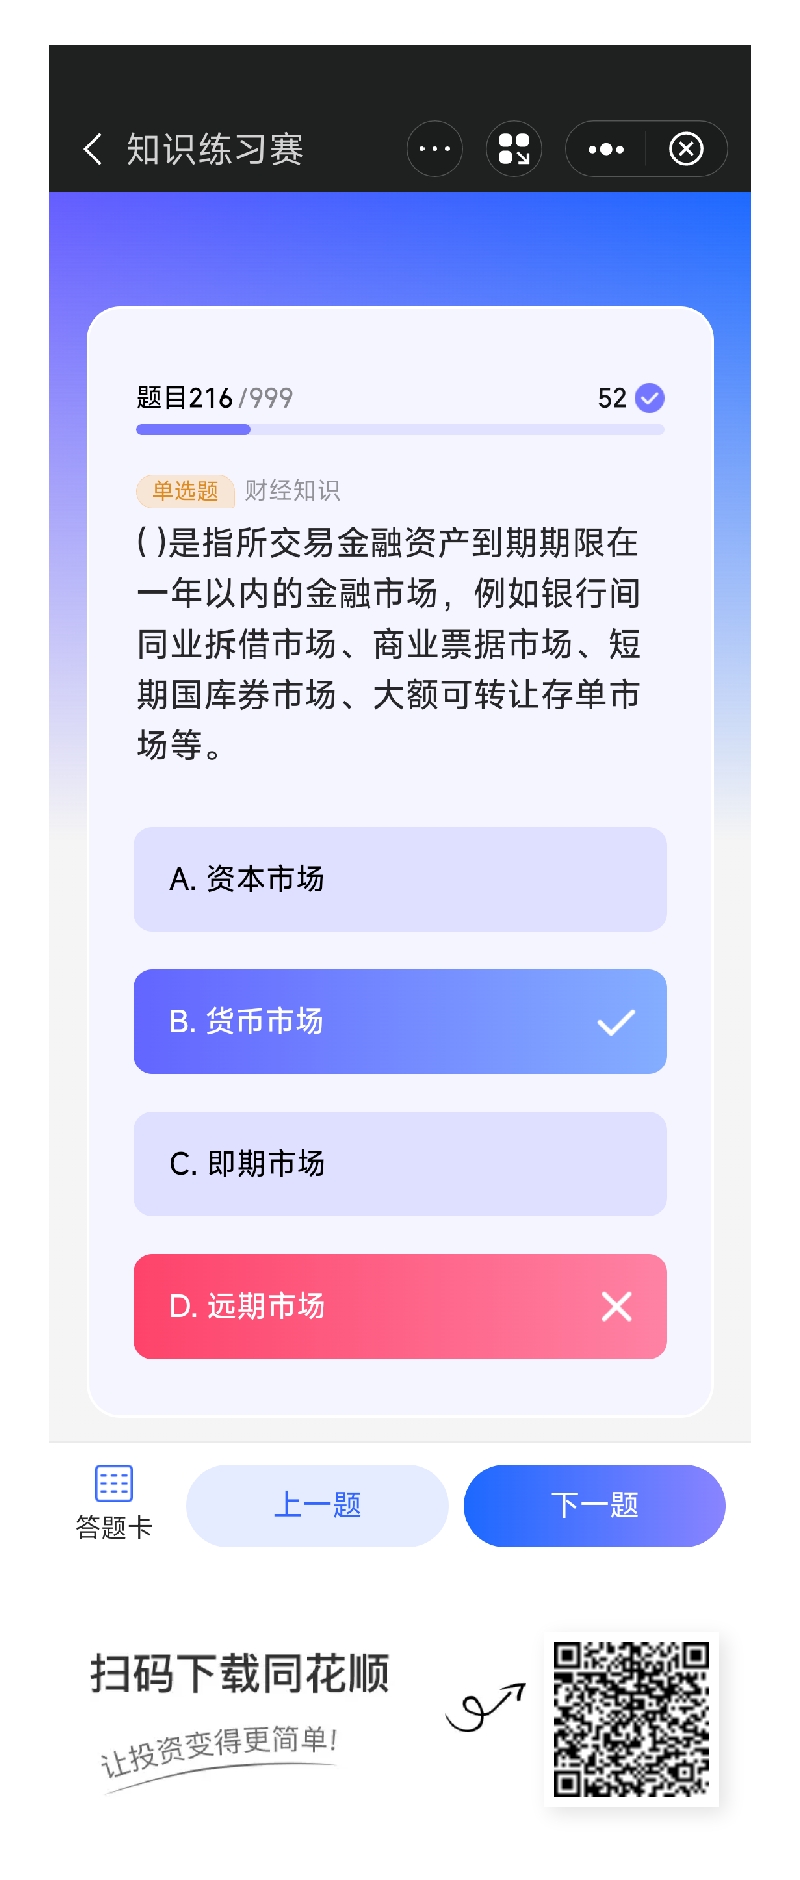 知识练习赛
题目216/999
52
单选题 财经知识
( )是指所交易金融资产到期期限在
一年以内的金融市场，例如银行间
同业拆借市场、商业票据市场、短
期国库券市场、大额可转让存单市
场等。
A. 资本市场
B. 货币市场
C. 即期市场
D. 远期市场
答题卡
上一题
下一题
扫码下载同花顺
让投资变得更简单!